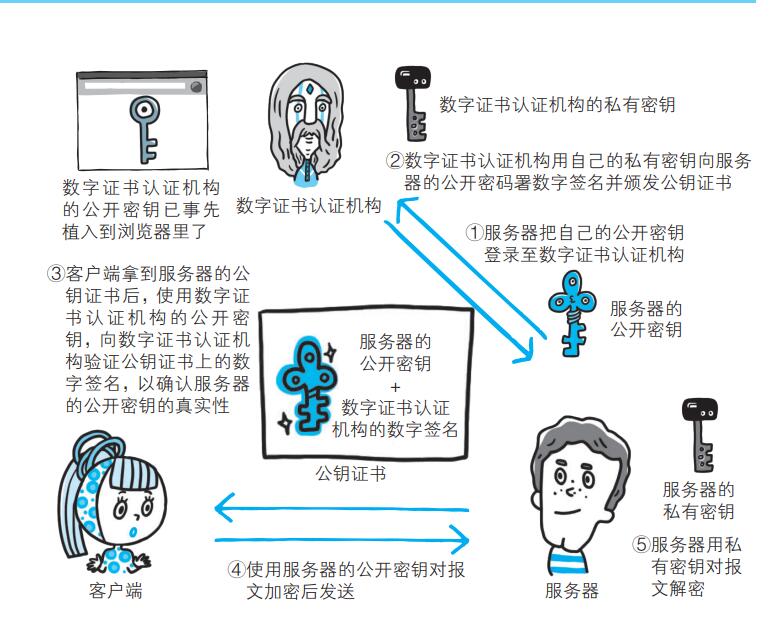 数字证书认证机构
的公开密钥已事先
植入到浏览器里了
数字证书认证机构
数字证书认证机构的私有密钥
②数字证书认证机构用自己的私有密钥向服务
器的公开密码署数字签名并颁发公钥证书
①服务器把自己的公开密钥
登录至数字证书认证机构
服务器的
公开密钥
③客户端拿到服务器的公
钥证书后，使用数字证
书认证机构的公开密
钥，向数字证书认证机
构验证公钥证书上的数
字签名，以确认服务器
的公开密钥的真实性
服务器的
公开密钥
+
数字证书认证
机构的数字签名
公钥证书
客户端
④使用服务器的公开密钥对报
文加密后发送
服务器
服务器的
私有密钥
⑤服务器用私
有密钥对报
文解密